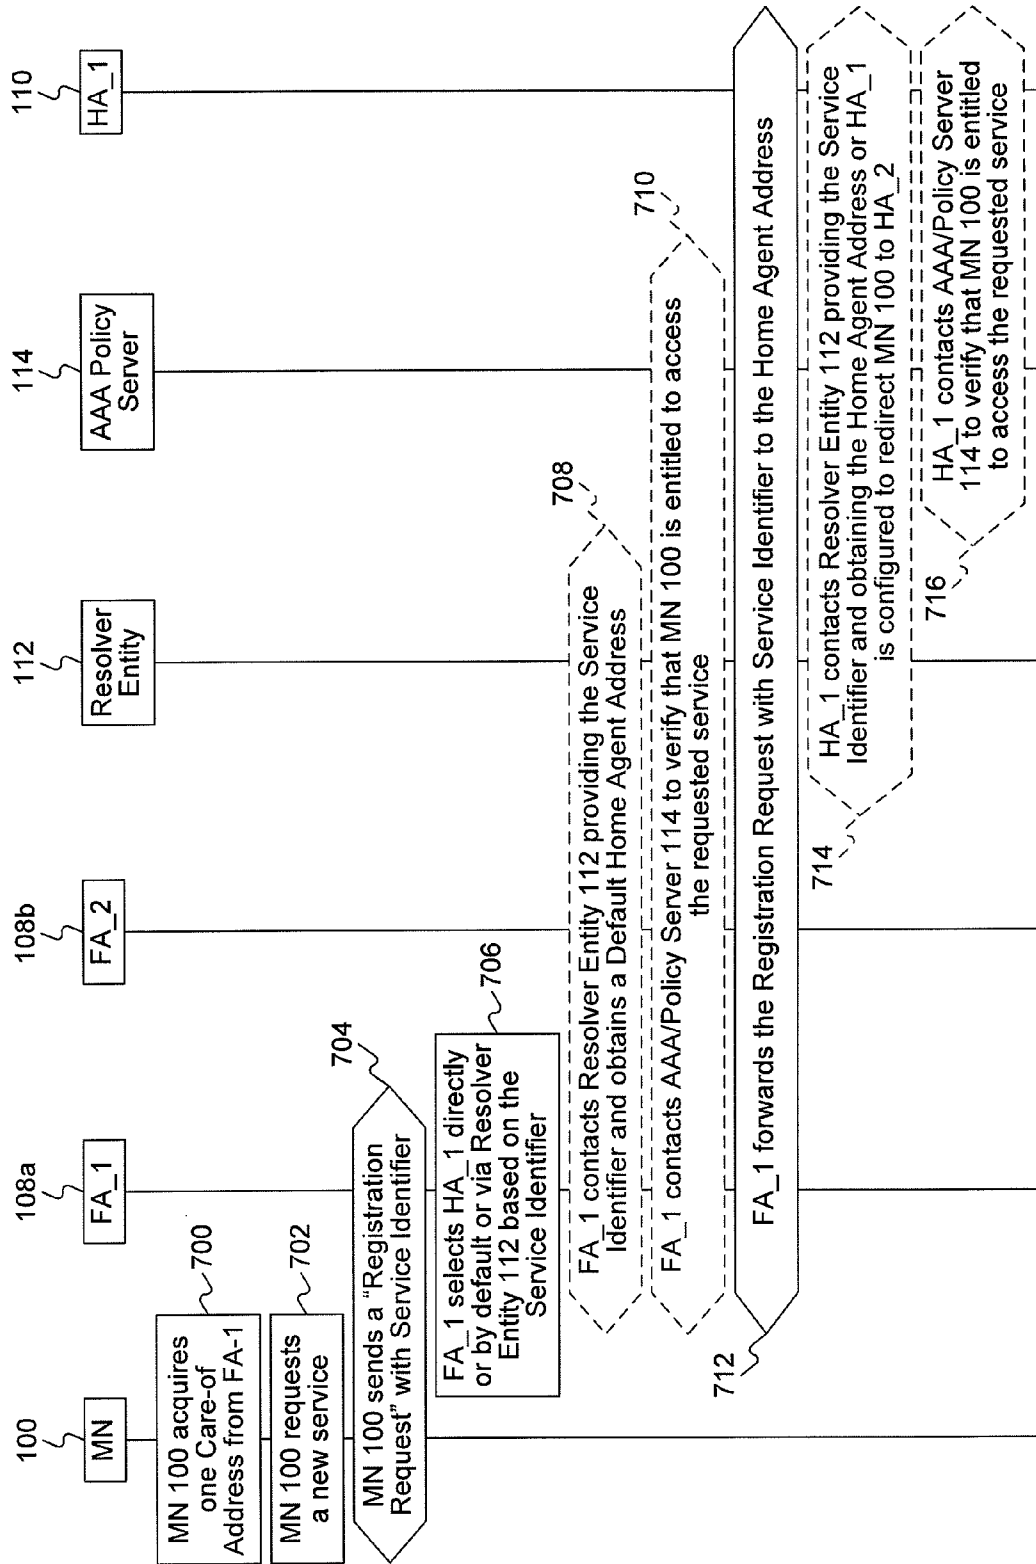 100
108a
108b
112
114
110
MN
FA_1
FA_2
Resolver
Entity
AAA Policy
Server
HA_1
MN 100 acquires
one Care-of
Address from FA-1
700
MN 100 requests
a new service
702
MN 100 sends a "Registration
Request" with Service Identifier
704
FA_1 selects HA_1 directly
or by default or via Resolver
Entity 112 based on the
Service Identifier
706
FA_1 contacts Resolver Entity 112 providing the Service
Identifier and obtains a Default Home Agent Address
708
FA_1 contacts AAA/Policy Server 114 to verify that MN 100 is entitled to access
the requested service
710
FA_1 forwards the Registration Request with Service Identifier to the Home Agent Address
712
HA_1 contacts Resolver Entity 112 providing the Service
Identifier and obtaining the Home Agent Address or HA_1
is configured to redirect MN 100 to HA_2
714
HA_1 contacts AAA/Policy Server
114 to verify that MN 100 is entitled
to access the requested service
716